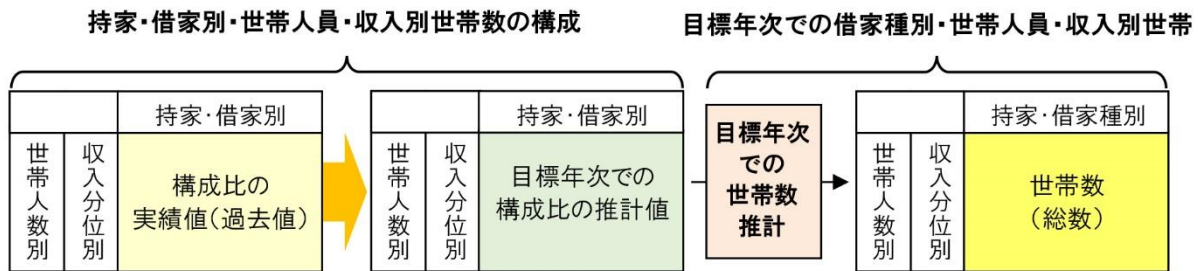 持家・借家別・世帯人員・収入別世帯数の構成
目標年次での借家種別・世帯人員・収入別世帯
持家・借家別
世帯人数別
収入分位別
構成比の
実績値(過去値)
持家・借家別
世帯人数別
収入分位別
目標年次での
構成比の推計値
目標年次
での
世帯数
推計
持家・借家種別
世帯人数別
収入分位別
世帯数
(総数)